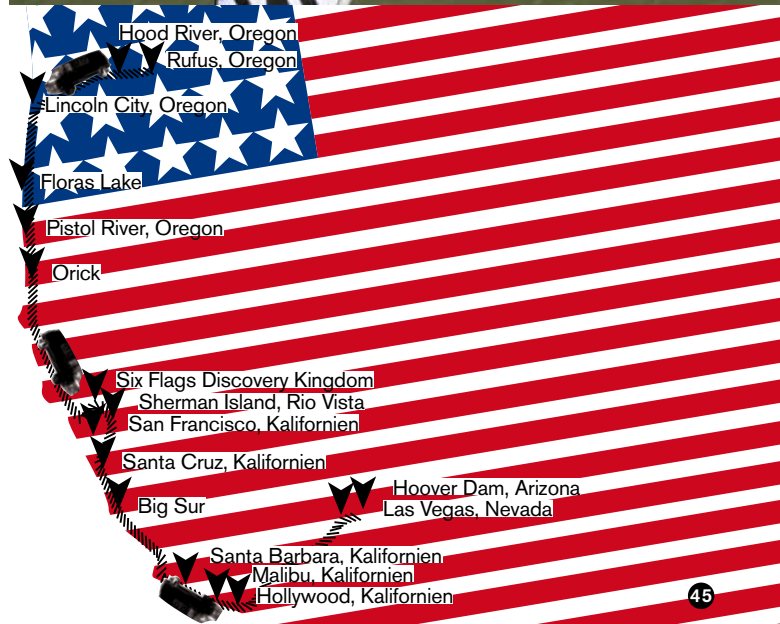 Hood River, Oregon
Rufus, Oregon
Lincoln City, Oregon
Floras Lake
Pistol River, Oregon
Orick
Six Flags Discovery Kingdom
Sherman Island, Rio Vista
San Francisco, Kalifornien
Santa Cruz, Kalifornien
Hoover Dam, Arizona
Big Sur
Las Vegas, Nevada
Santa Barbara, Kalifornien
Malibu, Kalifornien
Hollywood, Kalifornien
45